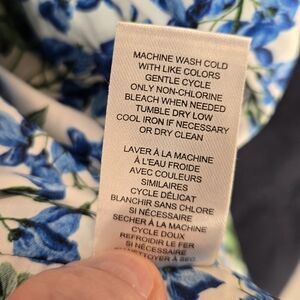 MACHINE WASH COLD
WITH LIKE COLORS
GENTLE CYCLE
ONLY NON-CHLORINE
BLEACH WHEN NEEDED
TUMBLE DRY LOW
COOL IRON IF NECESSARY
OR DRY CLEAN
LAVER À LA MACHINE
À L'EAU FROIDE
AVEC COULEURS
SIMILAIRES
CYCLE DÉLICAT
BLANCHIR SANS CHLORE
SI NÉCESSAIRE
SÉCHER À LA MACHINE
CYCLE DOUX
REFROIDIR LE FER
SI NÉCESSAIRE
NETTOYER À